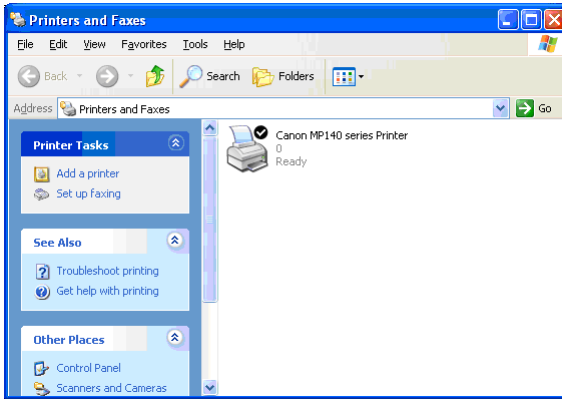 Printers and Faxes
File Edit View Favorites Tools Help
Back Search Folders
Address Printers and Faxes Go
Printer Tasks
Add a printer
Set up faxing
See Also
Troubleshoot printing
Get help with printing
Other Places
Control Panel
Scanners and Cameras
Canon MP140 series Printer
0
Ready